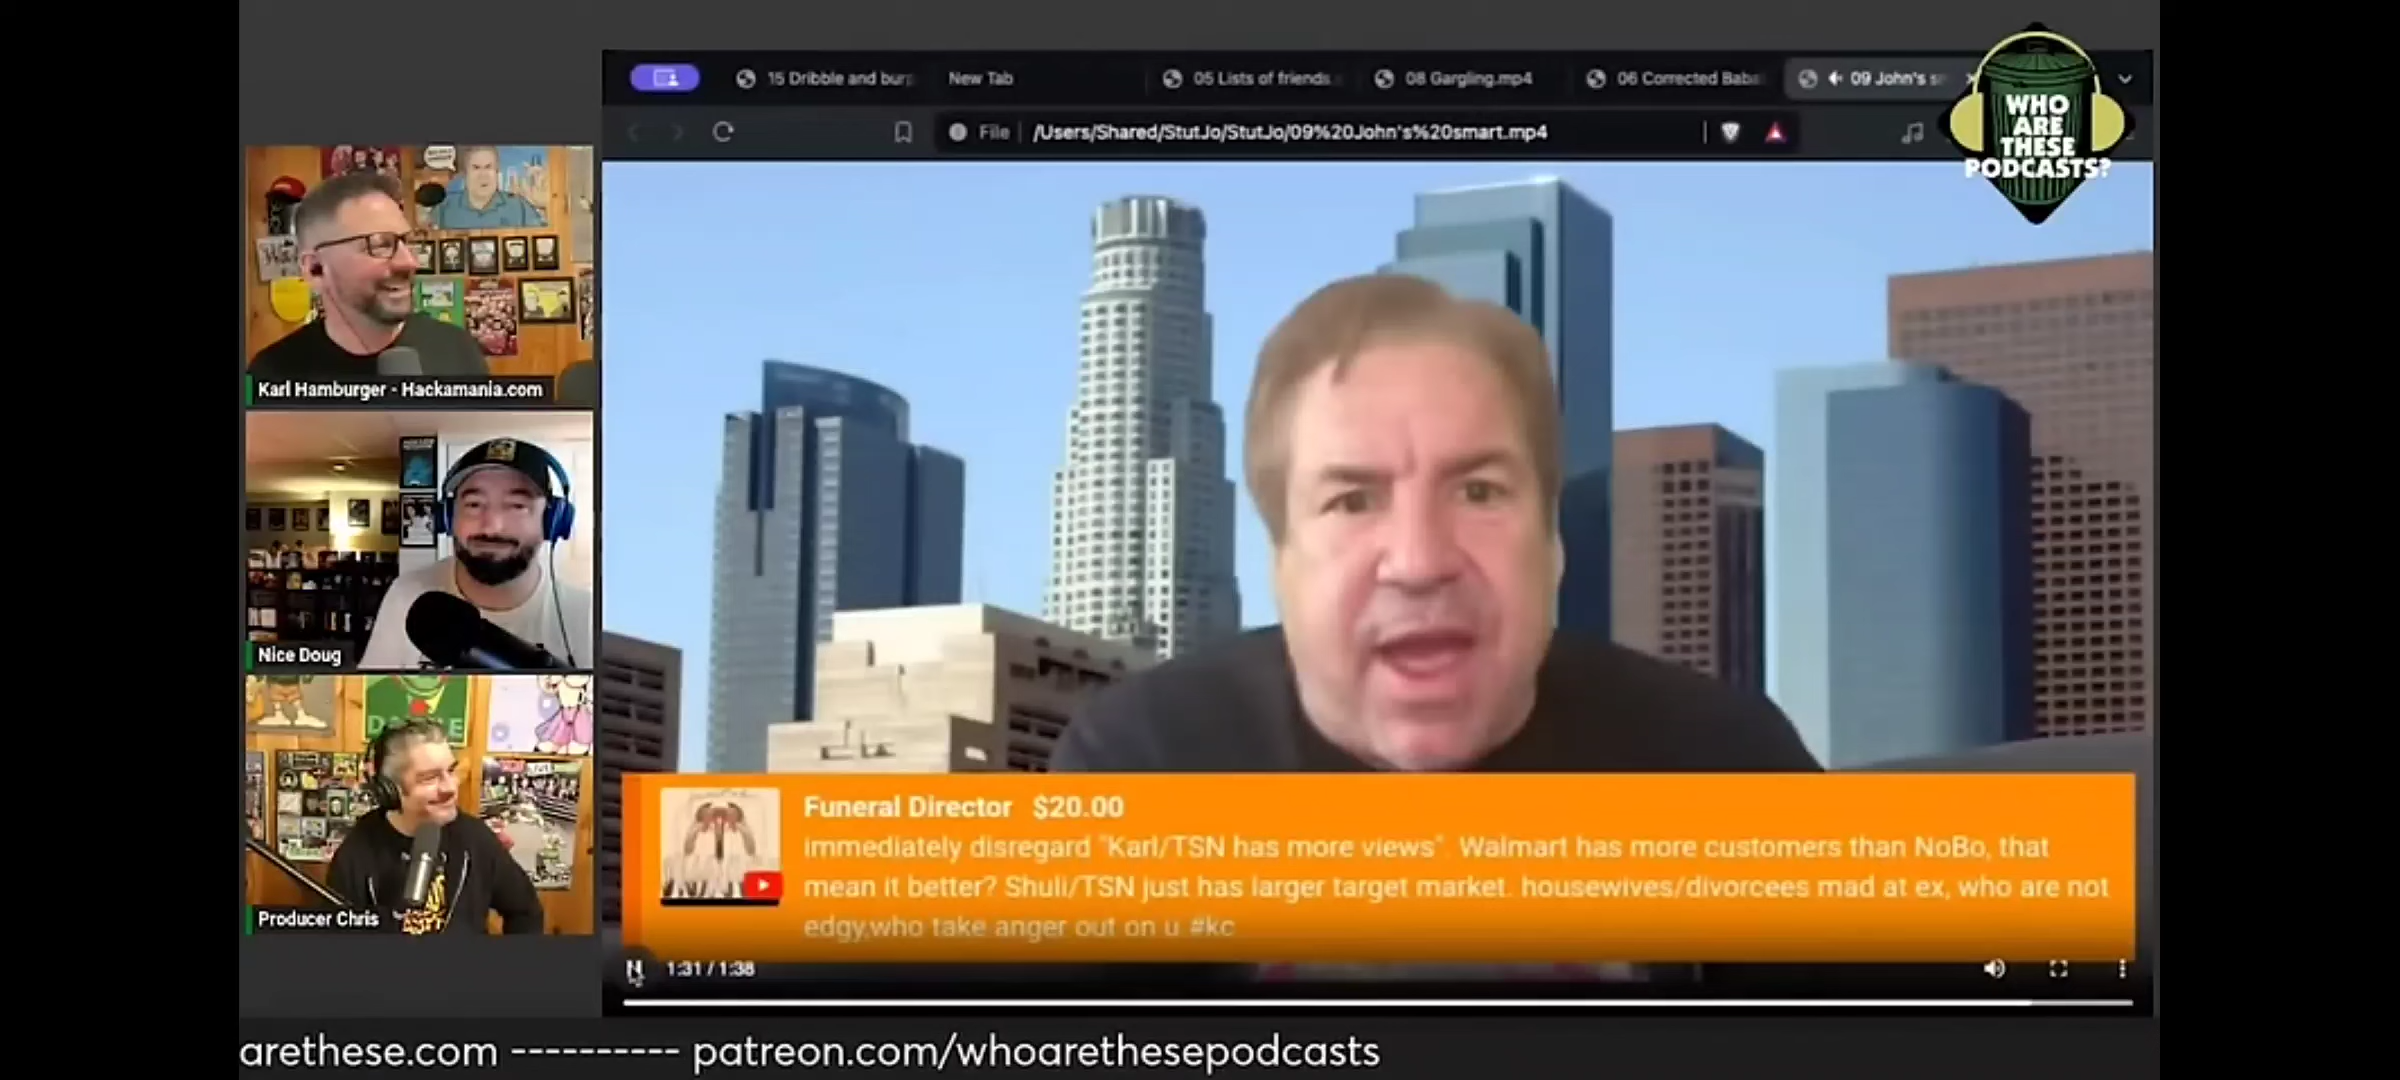 15 Dribble and burp
New Tab
05 Lists of friends
08 Gargling.mp4
06 Corrected Baba
09 John's s
File
/Users/Shared/StutJo/StutJo/09%20John's%20smart.mp4
WHO
ARE
THESE
PODCASTS?
Karl Hamburger - Hackamania.com
Nice Doug
Producer Chris
Funeral Director $20.00
immediately disregard "Karl/TSN has more views". Walmart has more customers than NoBo, that
mean it better? Shuli/TSN just has larger target market. housewives/divorcees mad at ex, who are not
edgy,who take anger out on u #kc
1:31 / 1:38
arethese.com ---------- patreon.com/whoarethesepodcasts